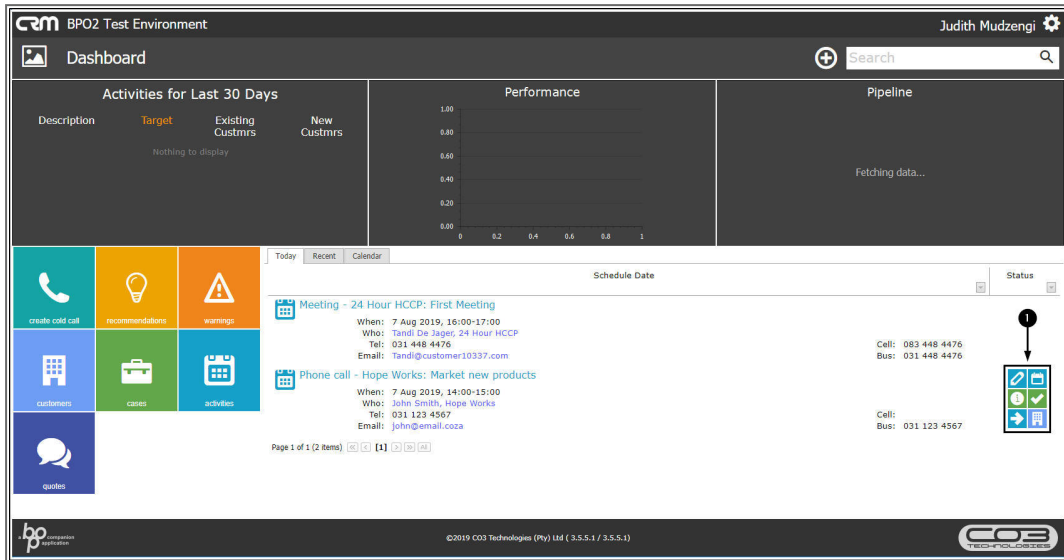 CRM BPO2 Test Environment
Judith Mudzengi
Dashboard
Search
Activities for Last 30 Days
Description Target Existing Custmrs New Custmrs
Nothing to display
Performance
1.00
0.80
0.60
0.40
0.20
0.00
0 0.2 0.4 0.6 0.8 1
Pipeline
Fetching data...
create cold call
recommendations
warnings
customers
cases
activities
quotes
Today Recent Calendar
Schedule Date Status
Meeting - 24 Hour HCCP: First Meeting
When: 7 Aug 2019, 16:00-17:00
Who: Tandi De Jager, 24 Hour HCCP
Tel: 031 448 4476 Cell: 083 448 4476
Email: Tandi@customer10337.com Bus: 031 448 4476
Phone call - Hope Works: Market new products
When: 7 Aug 2019, 14:00-15:00
Who: John Smith, Hope Works
Tel: 031 123 4567 Cell:
Email: john@email.coza Bus: 031 123 4567
1
1
Page 1 of 1 (2 items) « < [1] > » All
a bpo companion application
©2019 CO3 Technologies (Pty) Ltd ( 3.5.5.1 / 3.5.5.1)
CO3
TECHNOLOGIES